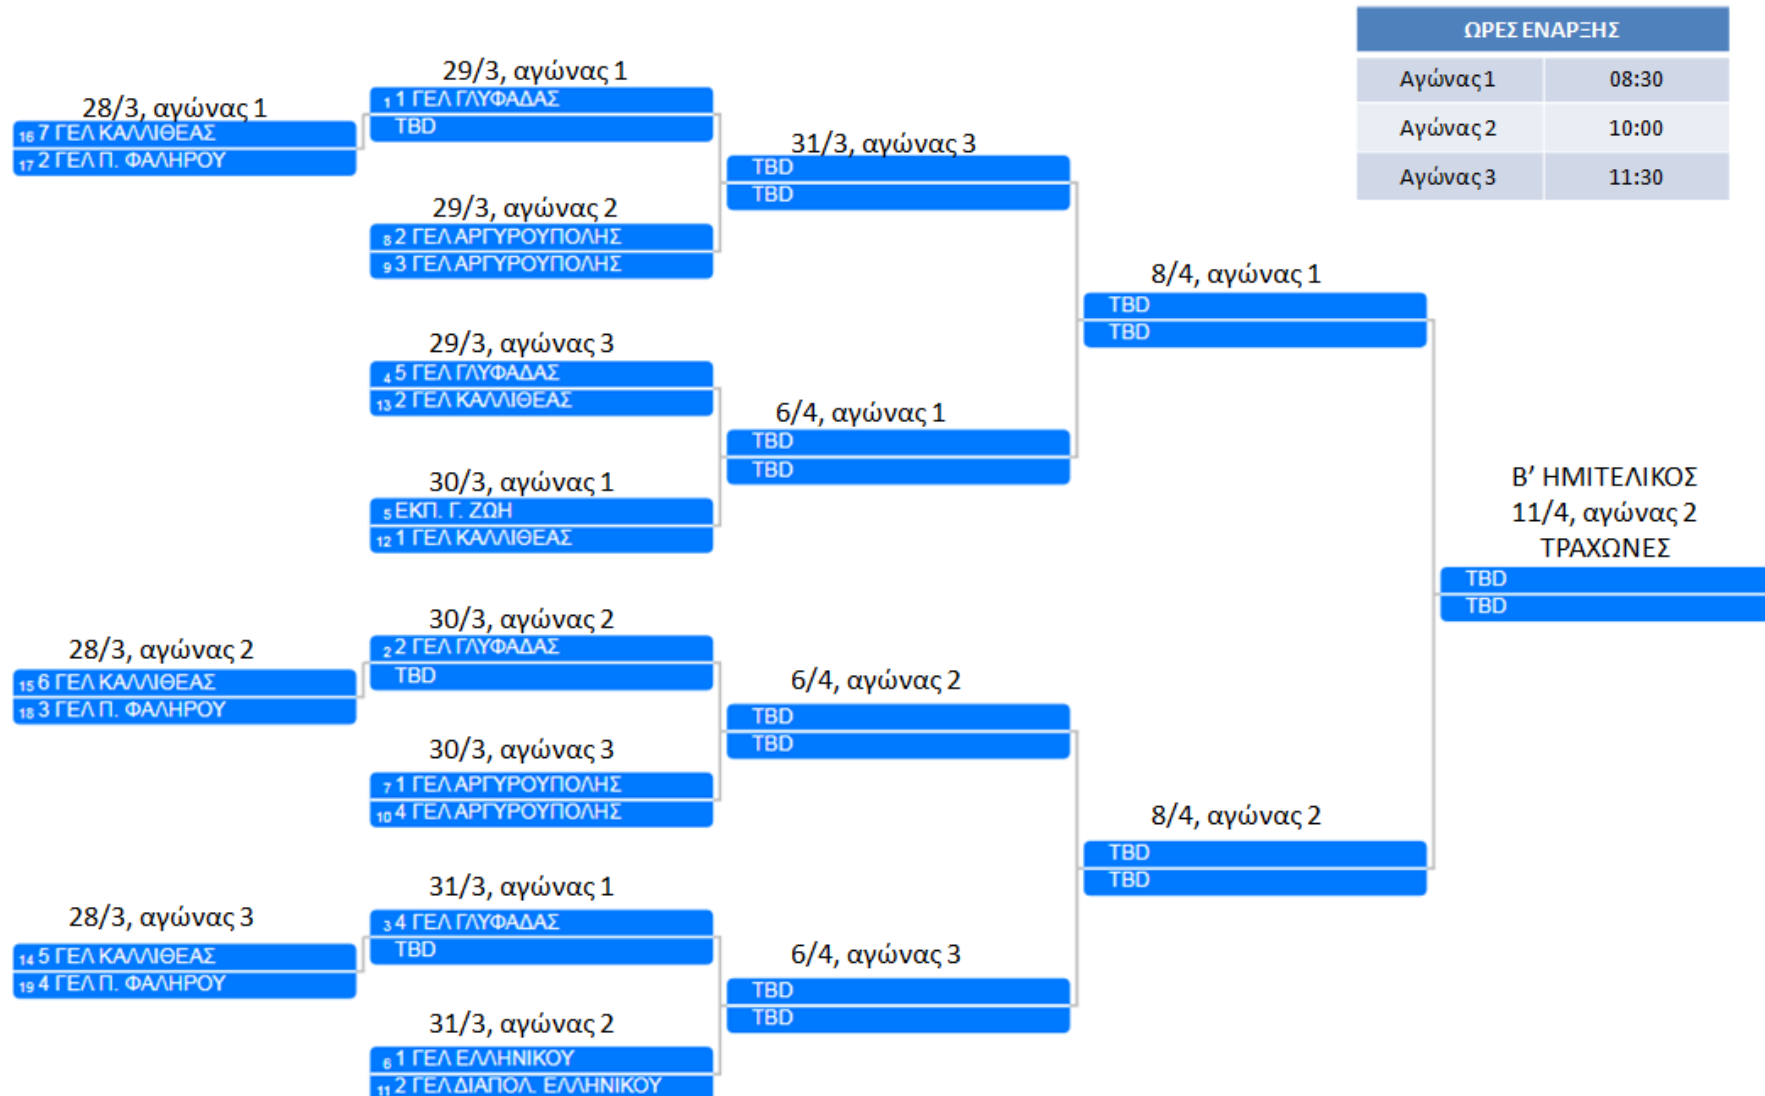 ΩΡΕΣ ΕΝΑΡΞΗΣ
Αγώνας 1 08:30
Αγώνας 2 10:00
Αγώνας 3 11:30
28/3, αγώνας 1
16 7 ΓΕΛ ΚΑΛΛΙΘΕΑΣ
17 2 ΓΕΛ Π. ΦΑΛΗΡΟΥ
28/3, αγώνας 2
15 6 ΓΕΛ ΚΑΛΛΙΘΕΑΣ
18 3 ΓΕΛ Π. ΦΑΛΗΡΟΥ
28/3, αγώνας 3
14 5 ΓΕΛ ΚΑΛΛΙΘΕΑΣ
19 4 ΓΕΛ Π. ΦΑΛΗΡΟΥ
29/3, αγώνας 1
1 1 ΓΕΛ ΓΛΥΦΑΔΑΣ
TBD
29/3, αγώνας 2
8 2 ΓΕΛ ΑΡΓΥΡΟΥΠΟΛΗΣ
9 3 ΓΕΛ ΑΡΓΥΡΟΥΠΟΛΗΣ
29/3, αγώνας 3
4 5 ΓΕΛ ΓΛΥΦΑΔΑΣ
13 2 ΓΕΛ ΚΑΛΛΙΘΕΑΣ
30/3, αγώνας 1
5 ΕΚΠ. Γ. ΖΩΗ
12 1 ΓΕΛ ΚΑΛΛΙΘΕΑΣ
30/3, αγώνας 2
2 2 ΓΕΛ ΓΛΥΦΑΔΑΣ
TBD
30/3, αγώνας 3
7 1 ΓΕΛ ΑΡΓΥΡΟΥΠΟΛΗΣ
10 4 ΓΕΛ ΑΡΓΥΡΟΥΠΟΛΗΣ
31/3, αγώνας 1
3 4 ΓΕΛ ΓΛΥΦΑΔΑΣ
TBD
31/3, αγώνας 2
6 1 ΓΕΛ ΕΛΛΗΝΙΚΟΥ
11 2 ΓΕΛ ΔΙΑΠΟΛ. ΕΛΛΗΝΙΚΟΥ
31/3, αγώνας 3
TBD
TBD
6/4, αγώνας 1
TBD
TBD
6/4, αγώνας 2
TBD
TBD
6/4, αγώνας 3
TBD
TBD
8/4, αγώνας 1
TBD
TBD
8/4, αγώνας 2
TBD
TBD
Β’ ΗΜΙΤΕΛΙΚΟΣ
11/4, αγώνας 2
ΤΡΑΧΩΝΕΣ
TBD
TBD